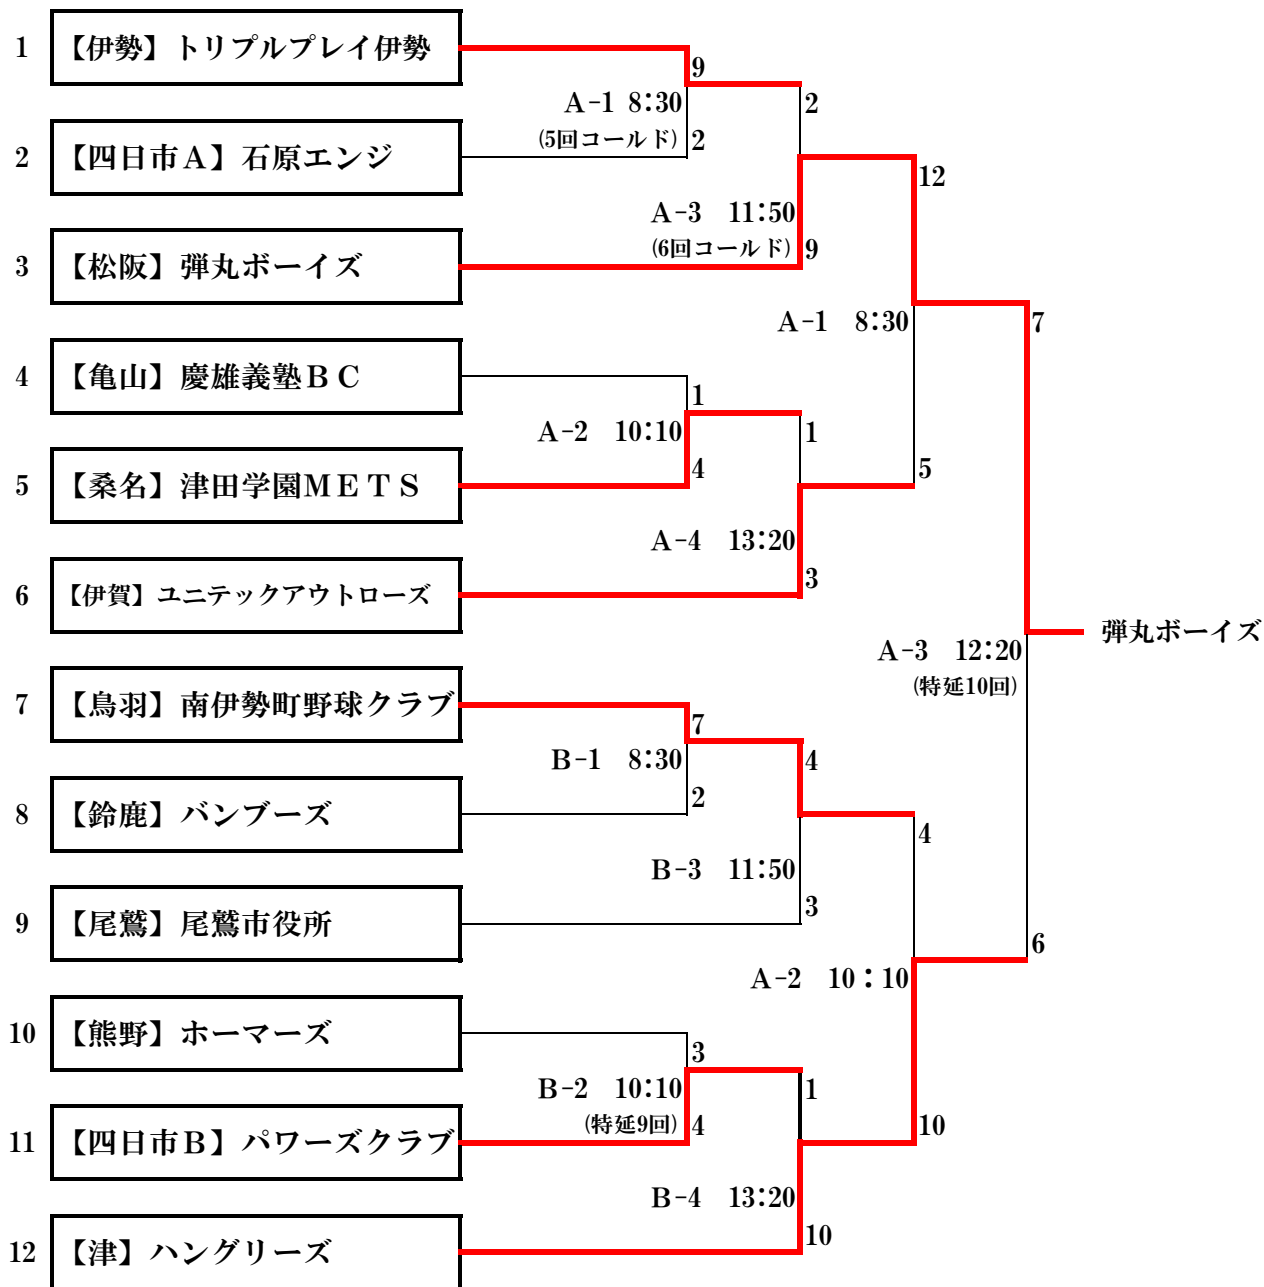 1 【伊勢】トリプルプレイ伊勢
9
A-1 8:30
2
(5回コールド) 2
2 【四日市A】石原エンジ
12
A-3 11:50
(6回コールド) 9
3 【松阪】弾丸ボーイズ
A-1 8:30
7
4 【亀山】慶雄義塾BC
1
A-2 10:10
1
4
5
5 【桑名】津田学園METS
A-4 13:20
3
6 【伊賀】ユニテックアウトローズ
弾丸ボーイズ
A-3 12:20
(特延10回)
7 【鳥羽】南伊勢町野球クラブ
7
B-1 8:30
4
2
8 【鈴鹿】バンブーズ
4
B-3 11:50
3
9 【尾鷲】尾鷲市役所
6
A-2 10:10
10 【熊野】ホーマーズ
3
B-2 10:10
1
(特延9回) 4
10
11 【四日市B】パワーズクラブ
B-4 13:20
10
12 【津】ハングリーズ